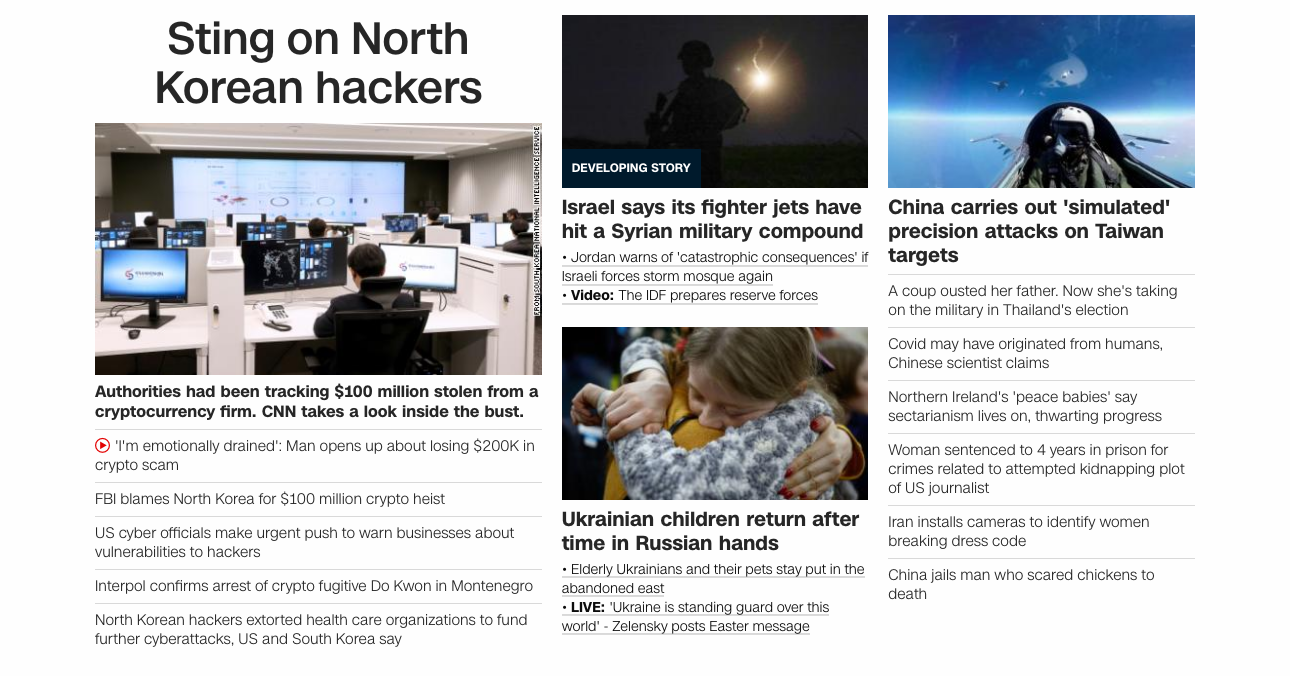 Sting on North
Korean hackers
FROM SOUTH KOREA NATIONAL INTELLIGENCE SERVICE
Authorities had been tracking $100 million stolen from a
cryptocurrency firm. CNN takes a look inside the bust.
'I'm emotionally drained': Man opens up about losing $200K in
crypto scam
FBI blames North Korea for $100 million crypto heist
US cyber officials make urgent push to warn businesses about
vulnerabilities to hackers
Interpol confirms arrest of crypto fugitive Do Kwon in Montenegro
North Korean hackers extorted health care organizations to fund
further cyberattacks, US and South Korea say
DEVELOPING STORY
Israel says its fighter jets have
hit a Syrian military compound
• Jordan warns of 'catastrophic consequences' if
Israeli forces storm mosque again
• Video: The IDF prepares reserve forces
Ukrainian children return after
time in Russian hands
• Elderly Ukrainians and their pets stay put in the
abandoned east
• LIVE: 'Ukraine is standing guard over this
world' - Zelensky posts Easter message
China carries out 'simulated'
precision attacks on Taiwan
targets
A coup ousted her father. Now she's taking
on the military in Thailand's election
Covid may have originated from humans,
Chinese scientist claims
Northern Ireland's 'peace babies' say
sectarianism lives on, thwarting progress
Woman sentenced to 4 years in prison for
crimes related to attempted kidnapping plot
of US journalist
Iran installs cameras to identify women
breaking dress code
China jails man who scared chickens to
death